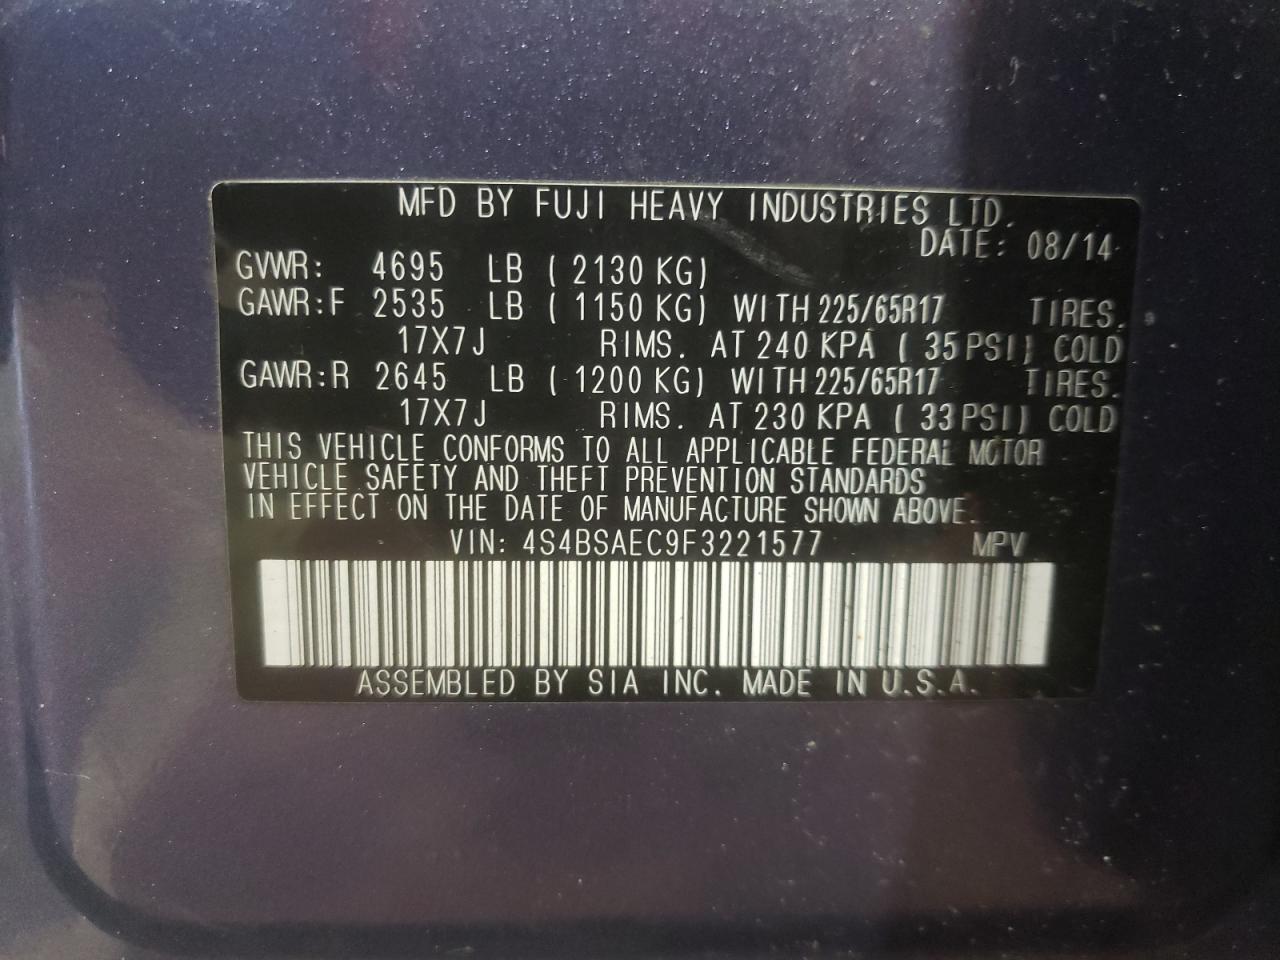 MFD BY FUJI HEAVY INDUSTRIES LTD.
DATE: 08/14
GVWR: 4695 LB ( 2130 KG)
GAWR:F 2535 LB ( 1150 KG) WITH 225/65R17 TIRES.
17X7J RIMS. AT 240 KPA ( 35 PSI) COLD
GAWR:R 2645 LB ( 1200 KG) WITH 225/65R17 TIRES.
17X7J RIMS. AT 230 KPA ( 33 PSI) COLD
THIS VEHICLE CONFORMS TO ALL APPLICABLE FEDERAL MOTOR
VEHICLE SAFETY AND THEFT PREVENTION STANDARDS
IN EFFECT ON THE DATE OF MANUFACTURE SHOWN ABOVE.
VIN: 4S4BSAEC9F3221577 MPV
ASSEMBLED BY SIA INC. MADE IN U.S.A.